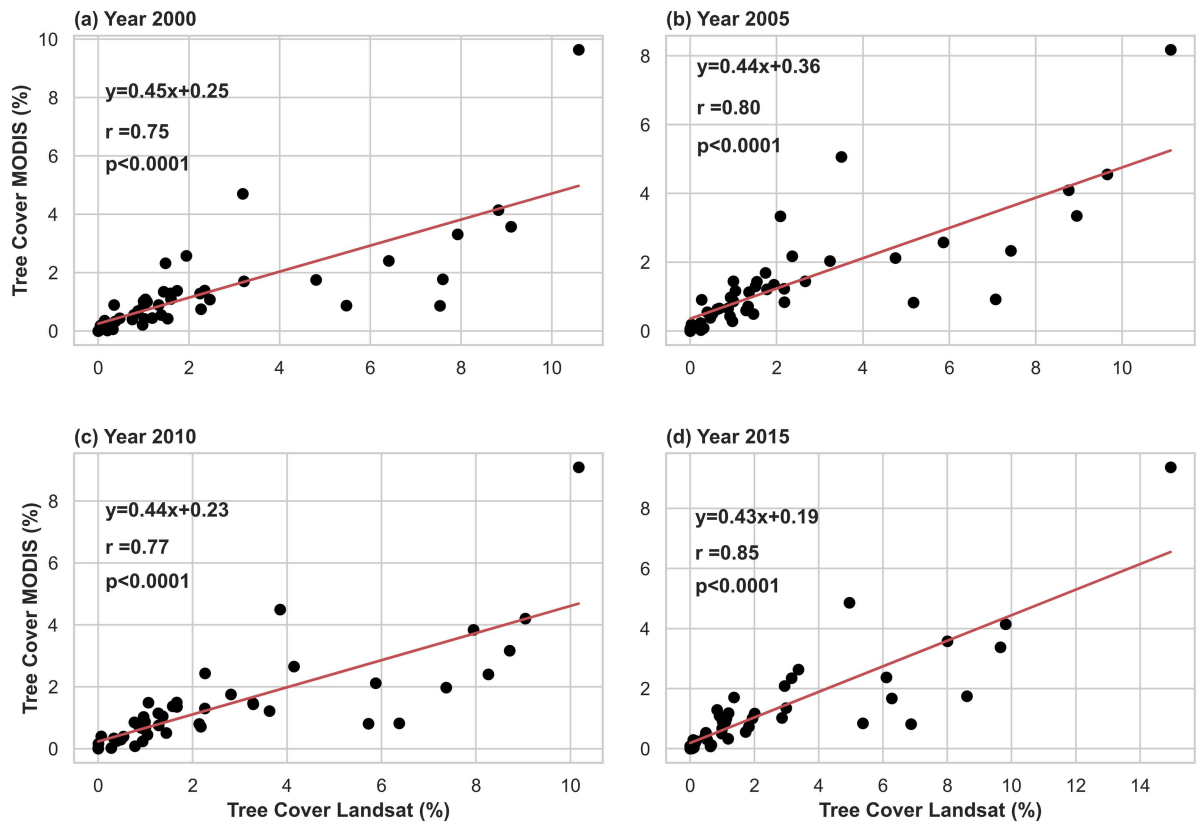 (a) Year 2000
Tree Cover MODIS (%)
10
8
6
4
2
0
y=0.45x+0.25
r =0.75
p<0.0001
0 2 4 6 8 10
(b) Year 2005
8
6
4
2
0
y=0.44x+0.36
r =0.80
p<0.0001
0 2 4 6 8 10
(c) Year 2010
Tree Cover MODIS (%)
8
6
4
2
0
y=0.44x+0.23
r =0.77
p<0.0001
0 2 4 6 8 10
Tree Cover Landsat (%)
(d) Year 2015
8
6
4
2
0
y=0.43x+0.19
r =0.85
p<0.0001
0 2 4 6 8 10 12 14
Tree Cover Landsat (%)